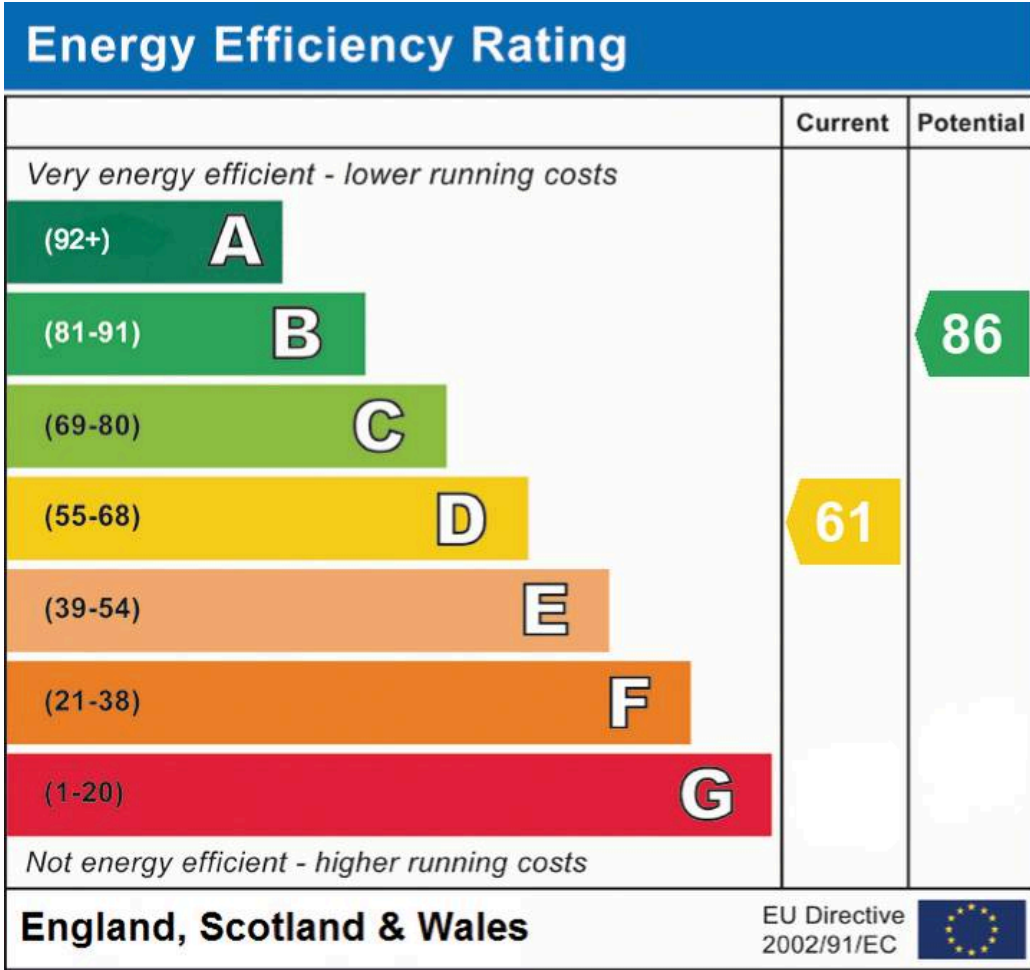 Energy Efficiency Rating
Current Potential
Very energy efficient - lower running costs
(92+) A
(81-91) B 86
(69-80) C
(55-68) D 61
(39-54) E
(21-38) F
(1-20) G
Not energy efficient - higher running costs
England, Scotland & Wales
EU Directive
2002/91/EC